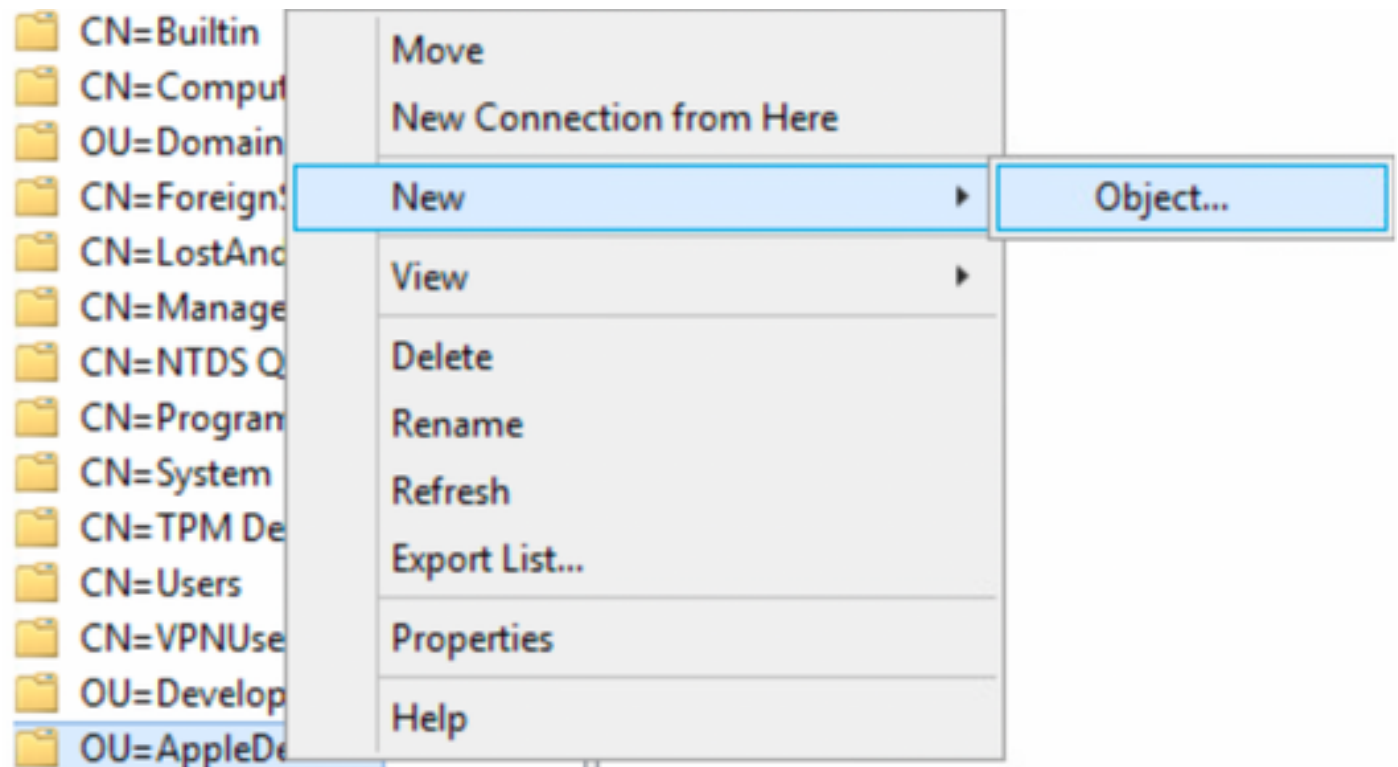 CN=Builtin
CN=Comput
OU=Domain
CN=Foreign
CN=LostAnd
CN=Manage
CN=NTDS Q
CN=Program
CN=System
CN=TPM De
CN=Users
CN=VPNUse
OU=Develop
OU=AppleDe
Move
New Connection from Here
New
Object...
View
Delete
Rename
Refresh
Export List...
Properties
Help